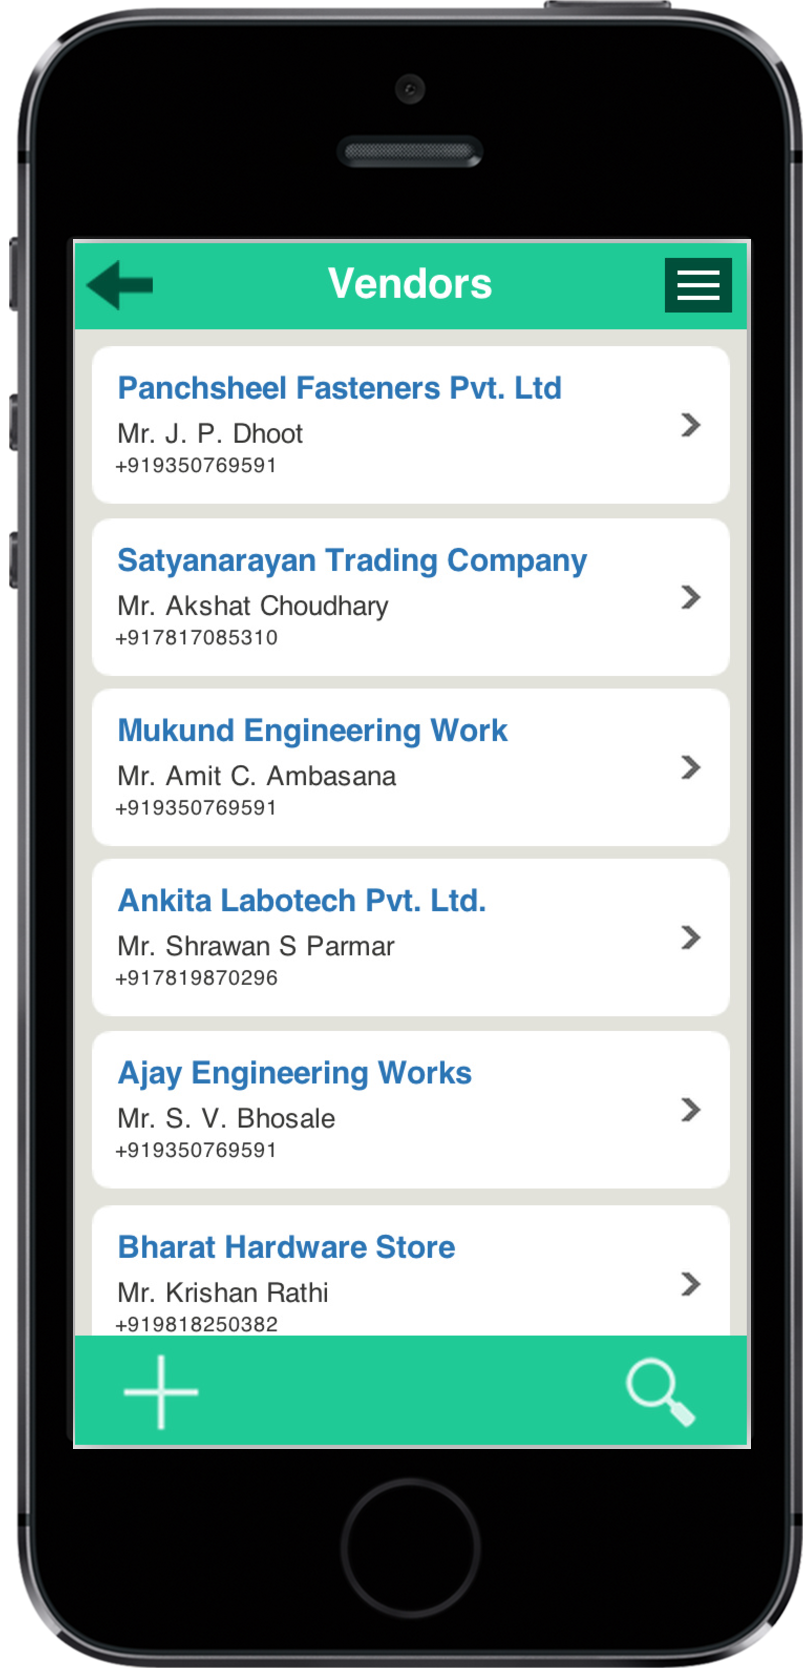 Vendors
Panchsheel Fasteners Pvt. Ltd
Mr. J. P. Dhoot
+919350769591
Satyanarayan Trading Company
Mr. Akshat Choudhary
+917817085310
Mukund Engineering Work
Mr. Amit C. Ambasana
+919350769591
Ankita Labotech Pvt. Ltd.
Mr. Shrawan S Parmar
+917819870296
Ajay Engineering Works
Mr. S. V. Bhosale
+919350769591
Bharat Hardware Store
Mr. Krishan Rathi
+919818250382